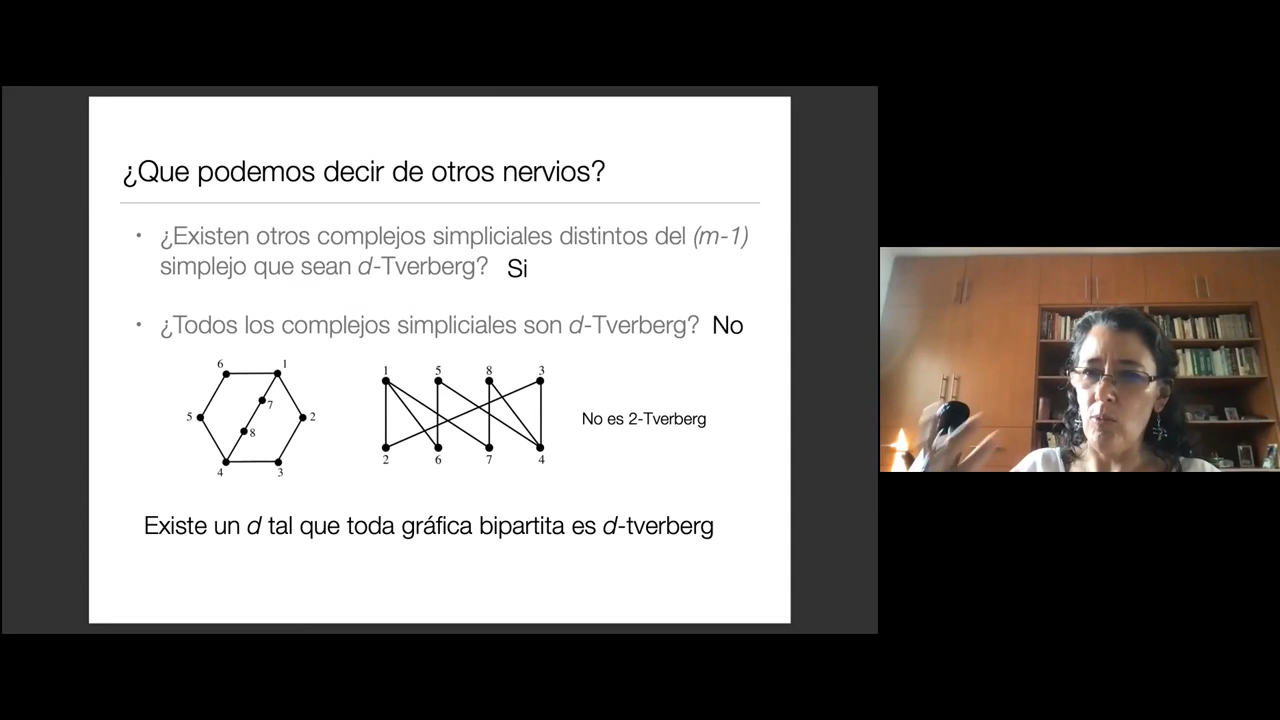 ¿Que podemos decir de otros nervios?
• ¿Existen otros complejos simpliciales distintos del (m-1)
simplejo que sean d-Tverberg? Si
• ¿Todos los complejos simpliciales son d-Tverberg? No
6 1
5 7 2
8
4 3
1 5 8 3
2 6 7 4
No es 2-Tverberg
Existe un d tal que toda gráfica bipartita es d-tverberg